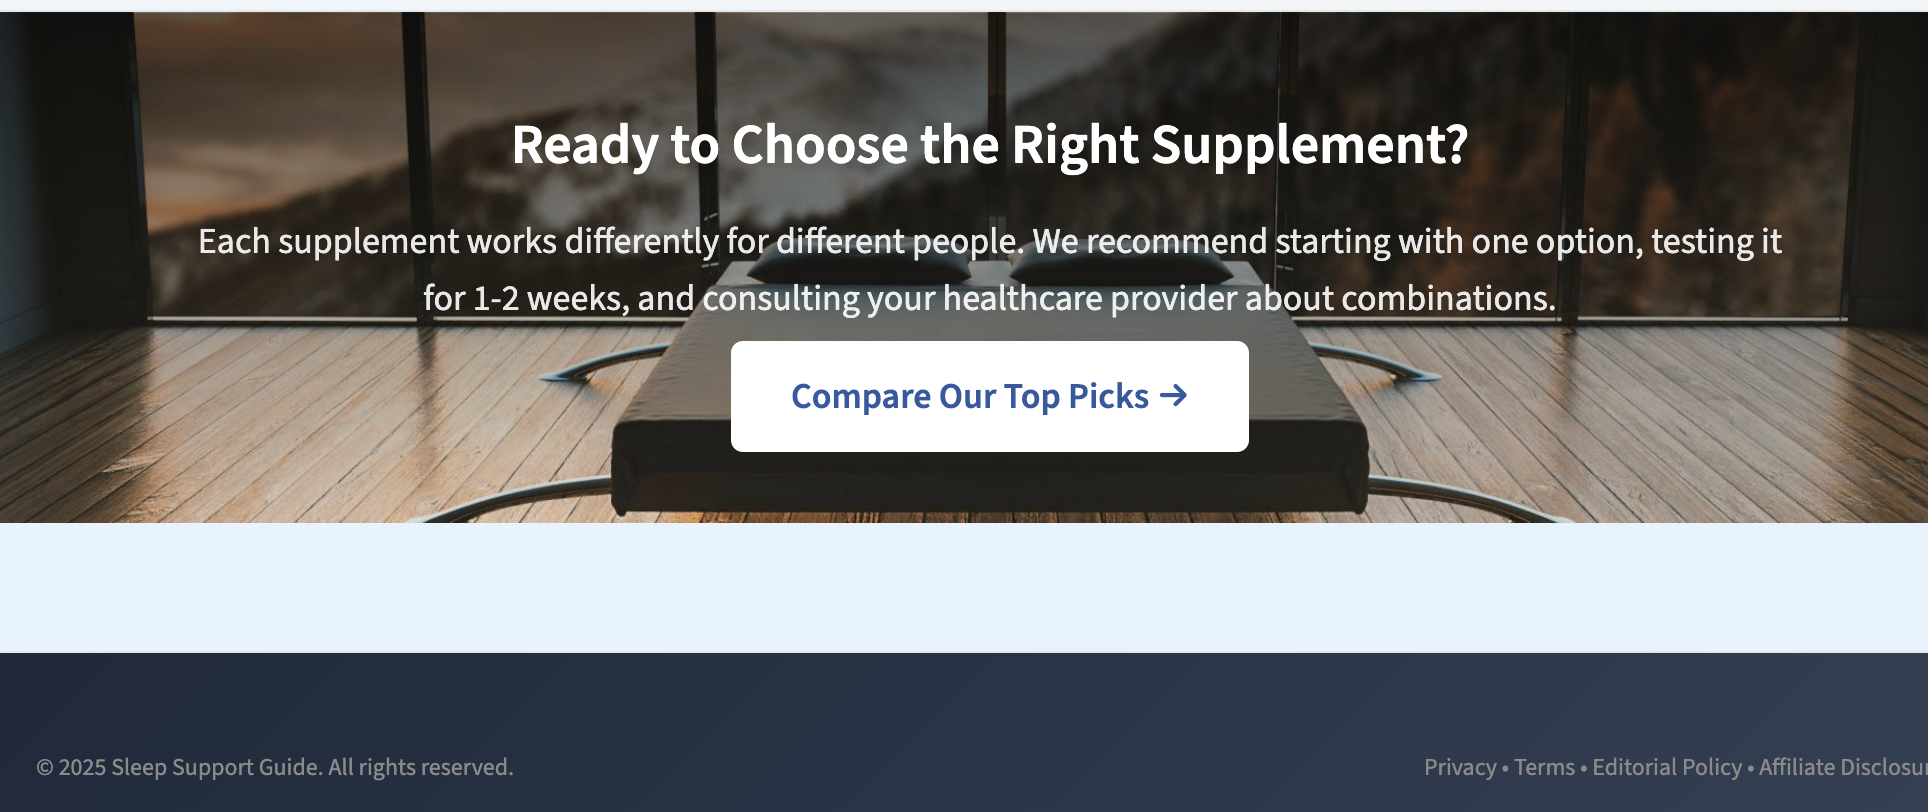 Ready to Choose the Right Supplement?
Each supplement works differently for different people. We recommend starting with one option, testing it
for 1-2 weeks, and consulting your healthcare provider about combinations.
Compare Our Top Picks →
© 2025 Sleep Support Guide. All rights reserved.
Privacy • Terms • Editorial Policy • Affiliate